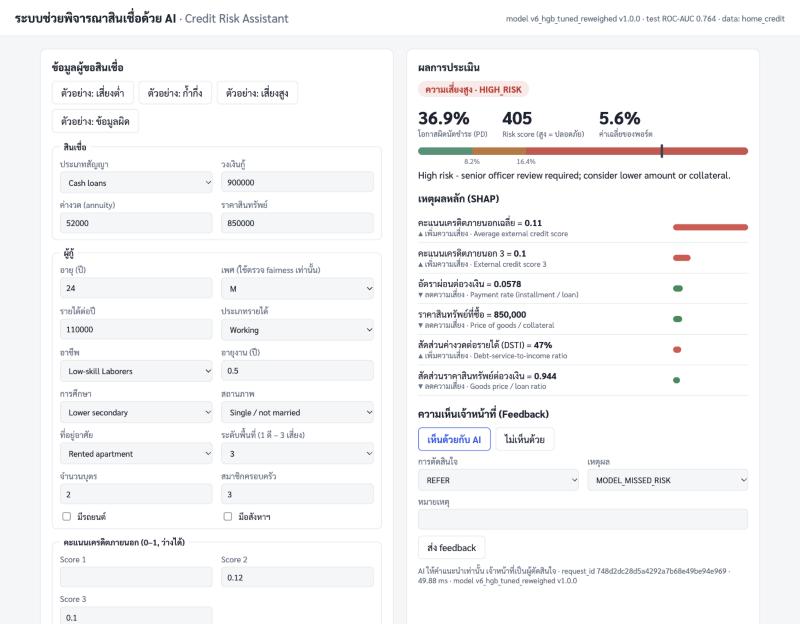 ระบบช่วยพิจารณาสินเชื่อด้วย AI · Credit Risk Assistant
model v6_hgb_tuned_reweighed v1.0.0 · test ROC-AUC 0.764 · data: home_credit
ข้อมูลผู้ขอสินเชื่อ
ตัวอย่าง: เสี่ยงต่ำ
ตัวอย่าง: ก้ำกึ่ง
ตัวอย่าง: เสี่ยงสูง
ตัวอย่าง: ข้อมูลผิด
สินเชื่อ
ประเภทสัญญา
วงเงินกู้
Cash loans
900000
ค่างวด (annuity)
ราคาสินทรัพย์
52000
850000
ผู้กู้
อายุ (ปี)
เพศ (ใช้ตรวจ fairness เท่านั้น)
24
M
รายได้ต่อปี
ประเภทรายได้
110000
Working
อาชีพ
อายุงาน (ปี)
Low-skill Laborers
0.5
การศึกษา
สถานภาพ
Lower secondary
Single / not married
ที่อยู่อาศัย
ระดับพื้นที่ (1 ดี – 3 เสี่ยง)
Rented apartment
3
จำนวนบุตร
สมาชิกครอบครัว
2
3
มีรถยนต์
มีอสังหาฯ
คะแนนเครดิตภายนอก (0–1, ว่างได้)
Score 1
Score 2
0.12
Score 3
0.1
ผลการประเมิน
ความเสี่ยงสูง · HIGH_RISK
36.9%
405
5.6%
โอกาสผิดนัดชำระ (PD)
Risk score (สูง = ปลอดภัย)
ค่าเฉลี่ยของพอร์ต
8.2%
16.4%
High risk - senior officer review required; consider lower amount or collateral.
เหตุผลหลัก (SHAP)
คะแนนเครดิตภายนอกเฉลี่ย = 0.11
▲ เพิ่มความเสี่ยง · Average external credit score
คะแนนเครดิตภายนอก 3 = 0.1
▲ เพิ่มความเสี่ยง · External credit score 3
อัตราผ่อนต่อวงเงิน = 0.0578
▼ ลดความเสี่ยง · Payment rate (installment / loan)
ราคาสินทรัพย์ที่ซื้อ = 850,000
▼ ลดความเสี่ยง · Price of goods / collateral
สัดส่วนค่างวดต่อรายได้ (DSTI) = 47%
▲ เพิ่มความเสี่ยง · Debt-service-to-income ratio
สัดส่วนราคาสินทรัพย์ต่อวงเงิน = 0.944
▼ ลดความเสี่ยง · Goods price / loan ratio
ความเห็นเจ้าหน้าที่ (Feedback)
เห็นด้วยกับ AI
ไม่เห็นด้วย
การตัดสินใจ
เหตุผล
REFER
MODEL_MISSED_RISK
หมายเหตุ
ส่ง feedback
AI ให้คำแนะนำเท่านั้น เจ้าหน้าที่เป็นผู้ตัดสินใจ · request_id 748d2dc28d5a4292a7b68e49be94e969 ·
49.88 ms · model v6_hgb_tuned_reweighed v1.0.0